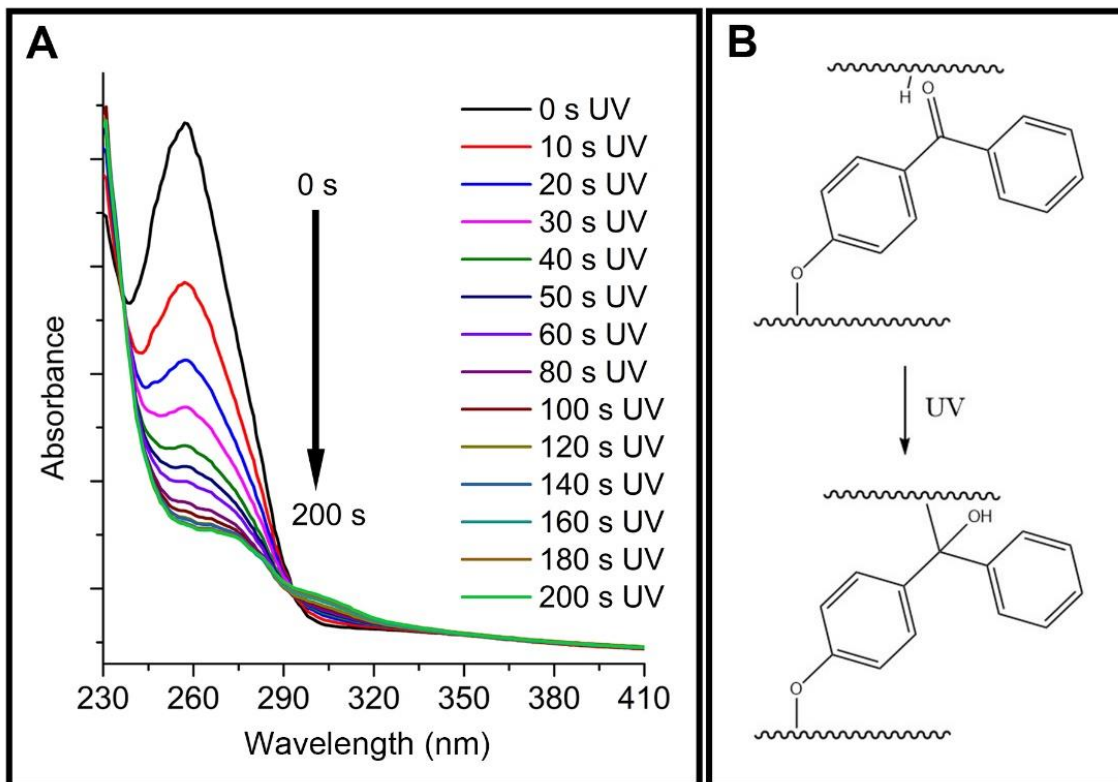 A
Absorbance
0 s
200 s
0 s UV
10 s UV
20 s UV
30 s UV
40 s UV
50 s UV
60 s UV
80 s UV
100 s UV
120 s UV
140 s UV
160 s UV
180 s UV
200 s UV
230 260 290 320 350 380 410
Wavelength (nm)
B
H
O
O
UV
OH
O